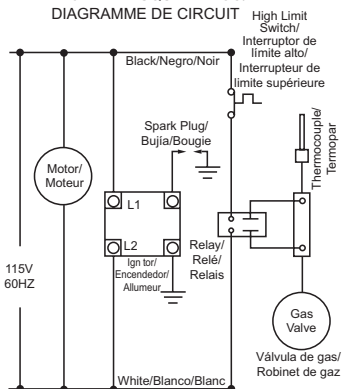 DIAGRAMME DE CIRCUIT
High Limit
Switch/
Interruptor de
límite alto/
Interrupteur de
limite supérieure
Black/Negro/Noir
Spark Plug/
Bujía/Bougie
Thermocouple/
Termopar
Motor/
Moteur
L1
L2
Ign tor/
Encendedor/
Allumeur
Relay/
Relé/
Relais
115V
60HZ
Gas
Valve
Válvula de gas/
Robinet de gaz
White/Blanco/Blanc